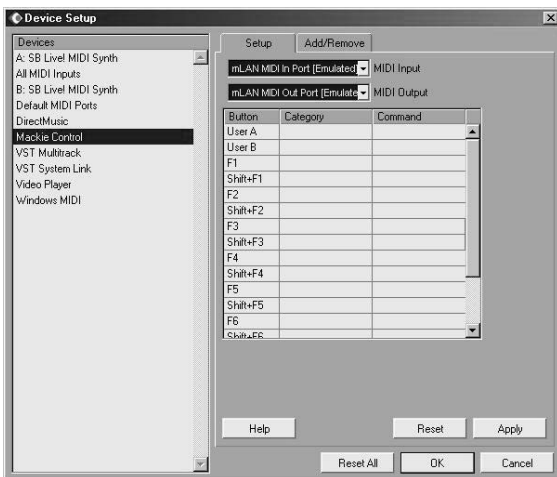 Device Setup
Devices
A: SB Live! MIDI Synth
All MIDI Inputs
B: SB Live! MIDI Synth
Default MIDI Ports
DirectMusic
Mackie Control
VST Multitrack
VST System Link
Video Player
Windows MIDI
Setup Add/Remove
mLAN MIDI In Port [Emulated] MIDI Input
mLAN MIDI Out Port [Emulate MIDI Output
Button Category Command
User A
User B
F1
Shift+F1
F2
Shift+F2
F3
Shift+F3
F4
Shift+F4
F5
Shift+F5
F6
Shift+F6
Help Reset Apply
Reset All OK Cancel